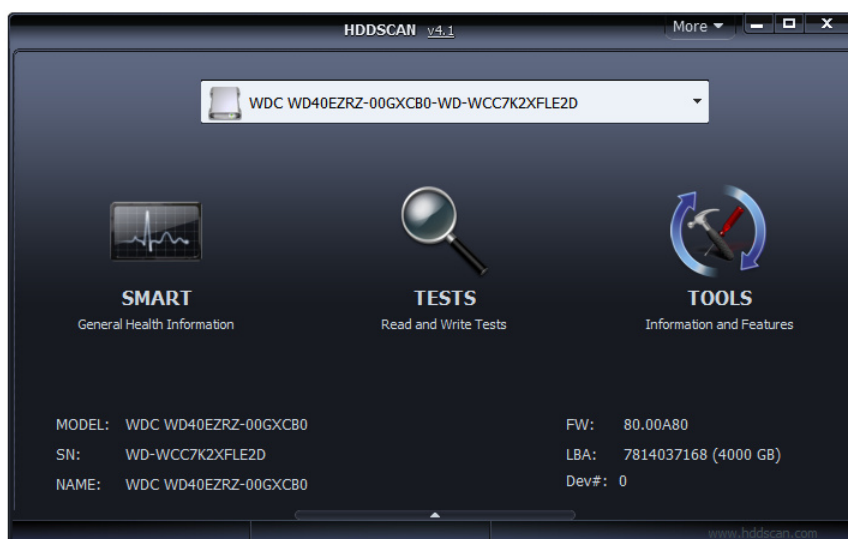 HDDSCAN v4.1 More
WDC WD40EZRZ-00GXCB0-WD-WCC7K2XFLE2D
SMART TESTS TOOLS
General Health Information Read and Write Tests Information and Features
MODEL: WDC WD40EZRZ-00GXCB0 FW: 80.00A80
SN: WD-WCC7K2XFLE2D LBA: 7814037168 (4000 GB)
NAME: WDC WD40EZRZ-00GXCB0 Dev#: 0
www.hddscan.com